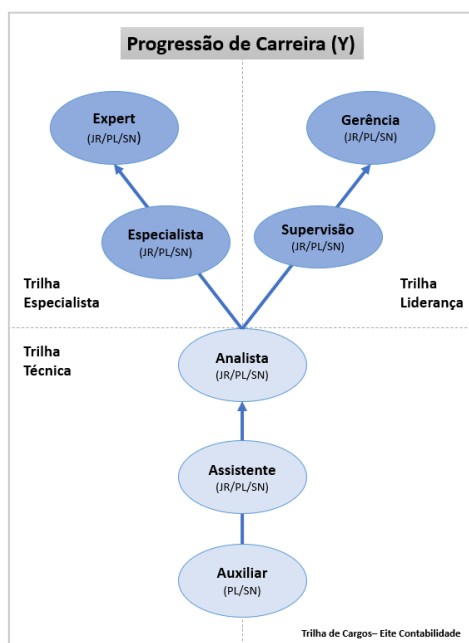 Progressão de Carreira (Y)
Expert
(JR/PL/SN)
Gerência
(JR/PL/SN)
Especialista
(JR/PL/SN)
Supervisão
(JR/PL/SN)
Trilha
Especialista
Trilha
Liderança
Trilha
Técnica
Analista
(JR/PL/SN)
Assistente
(JR/PL/SN)
Auxiliar
(PL/SN)
Trilha de Cargos– Eite Contabilidade